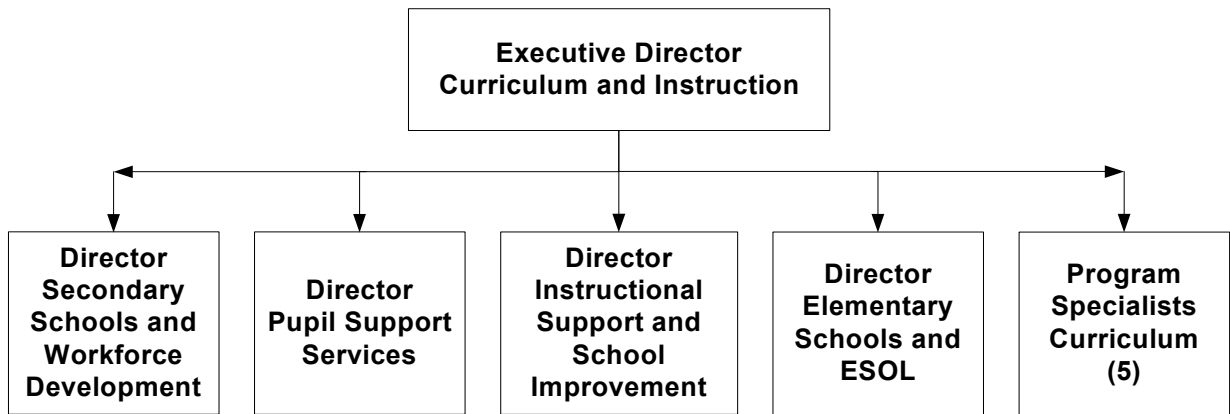 Executive Director
Curriculum and Instruction
Director
Secondary
Schools and
Workforce
Development
Director
Pupil Support
Services
Director
Instructional
Support and
School
Improvement
Director
Elementary
Schools and
ESOL
Program
Specialists
Curriculum
(5)